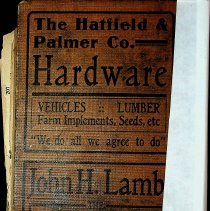 The Hatfield &
Palmer Co.
Hardware
VEHICLES :: LUMBER
Farm Implements, Seeds, etc
"We do all we agree to do"
John H. Lamb